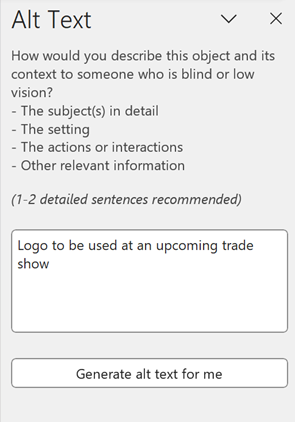 Alt Text
How would you describe this object and its
context to someone who is blind or low
vision?
- The subject(s) in detail
- The setting
- The actions or interactions
- Other relevant information
(1-2 detailed sentences recommended)
Logo to be used at an upcoming trade
show
Generate alt text for me